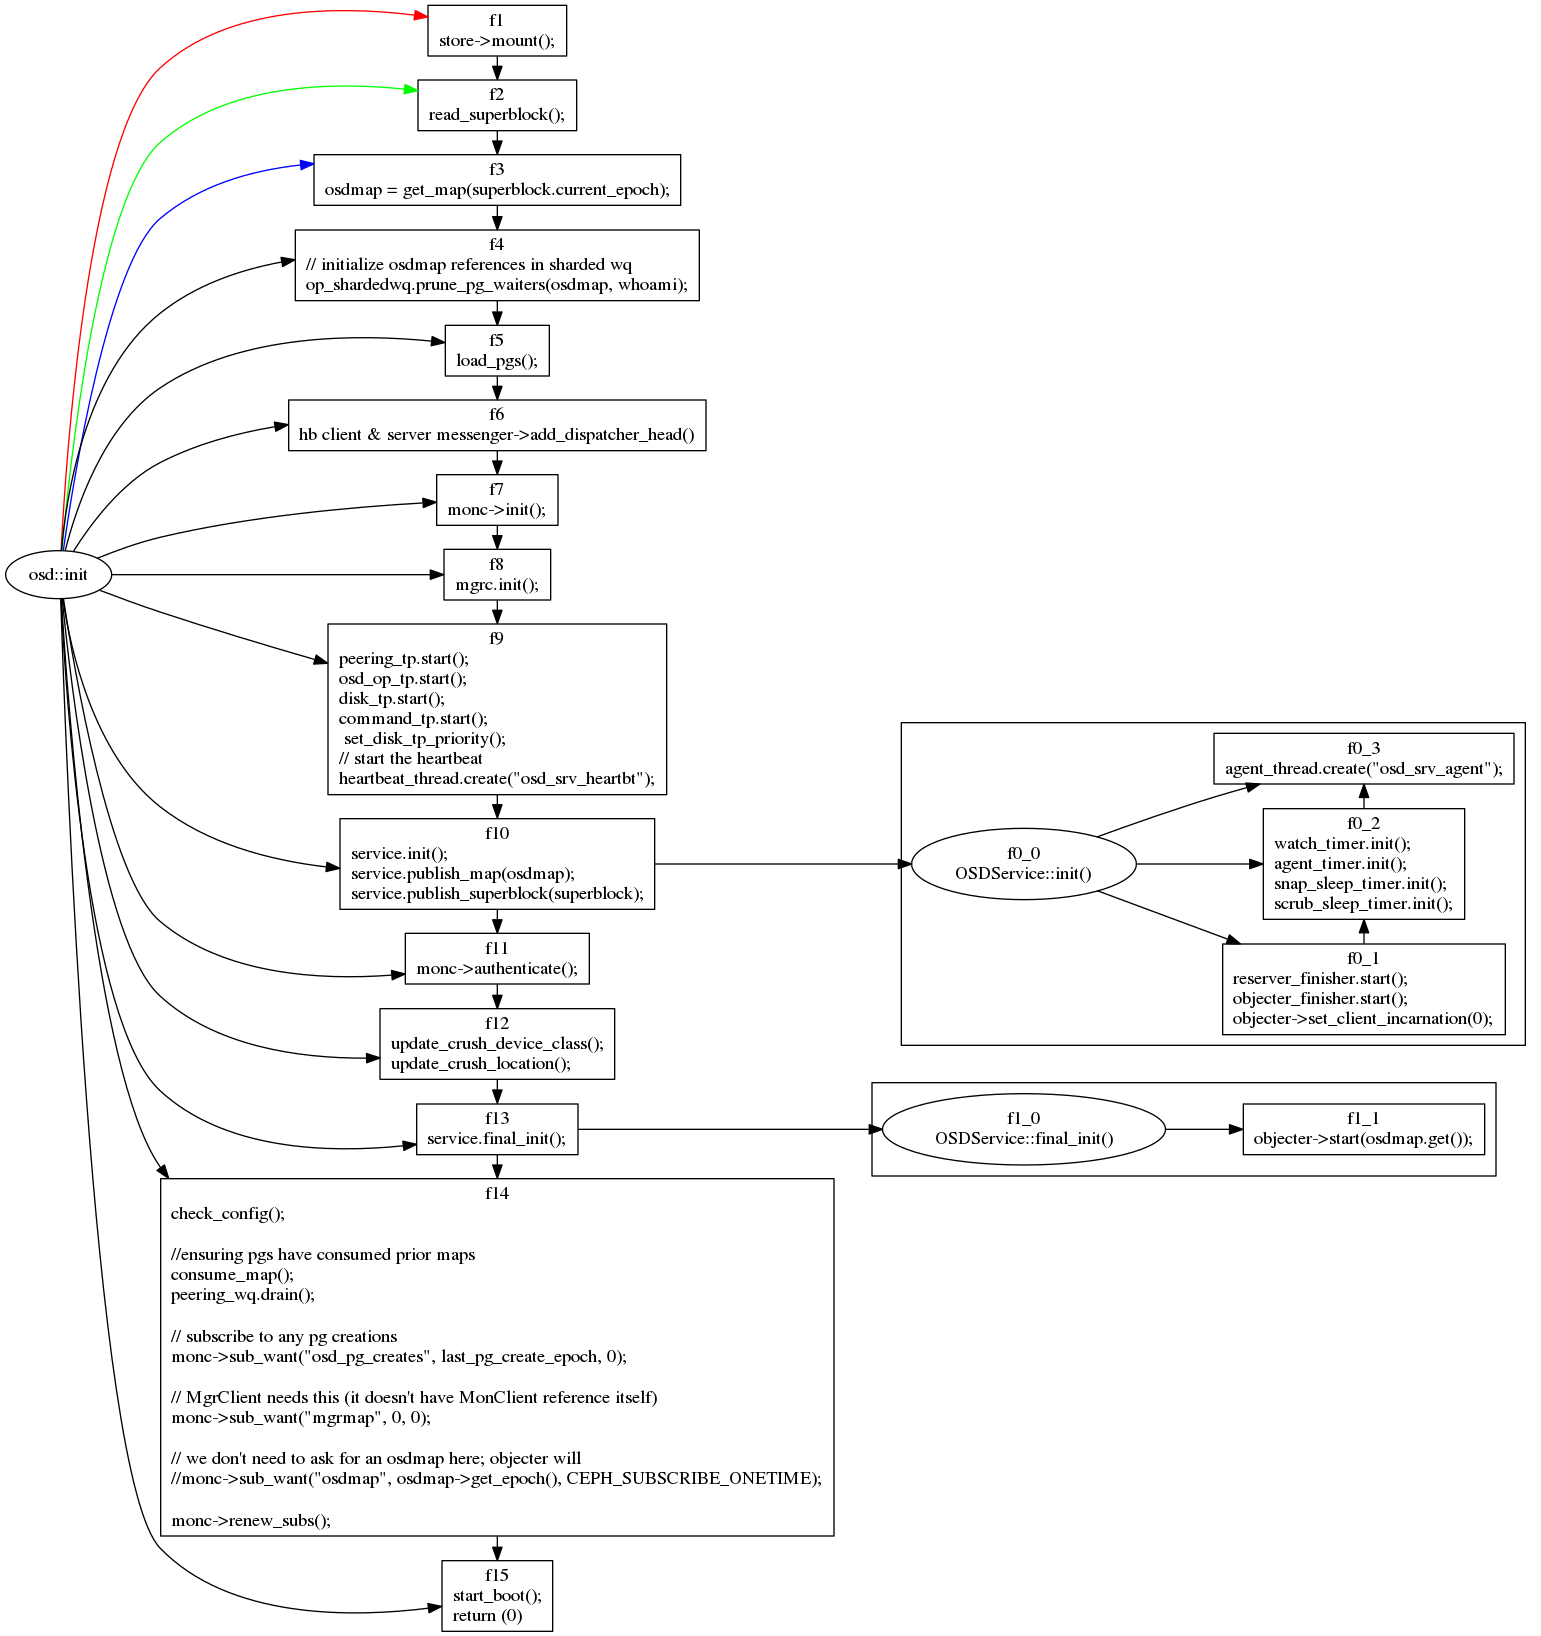 f1
store->mount();
f2
read_superblock();
f3
osdmap = get_map(superblock.current_epoch);
f4
// initialize osdmap references in sharded wq
op_shardedwq.prune_pg_waiters(osdmap, whoami);
f5
load_pgs();
f6
hb client & server messenger->add_dispatcher_head()
f7
monc->init();
osd::init
f8
mgrc.init();
f9
peering_tp.start();
osd_op_tp.start();
disk_tp.start();
command_tp.start();
set_disk_tp_priority();
// start the heartbeat
heartbeat_thread.create("osd_srv_heartbt");
f10
service.init();
service.publish_map(osdmap);
service.publish_superblock(superblock);
f0_0
OSDService::init()
f0_3
agent_thread.create("osd_srv_agent");
f0_2
watch_timer.init();
agent_timer.init();
snap_sleep_timer.init();
scrub_sleep_timer.init();
f0_1
reserver_finisher.start();
objecter_finisher.start();
objecter->set_client_incarnation(0);
f11
monc->authenticate();
f12
update_crush_device_class();
update_crush_location();
f13
service.final_init();
f1_0
OSDService::final_init()
f1_1
objecter->start(osdmap.get());
f14
check_config();
//ensuring pgs have consumed prior maps
consume_map();
peering_wq.drain();
// subscribe to any pg creations
monc->sub_want("osd_pg_creates", last_pg_create_epoch, 0);
// MgrClient needs this (it doesn't have MonClient reference itself)
monc->sub_want("mgrmap", 0, 0);
// we don't need to ask for an osdmap here; objecter will
//monc->sub_want("osdmap", osdmap->get_epoch(), CEPH_SUBSCRIBE_ONETIME);
monc->renew_subs();
f15
start_boot();
return (0)